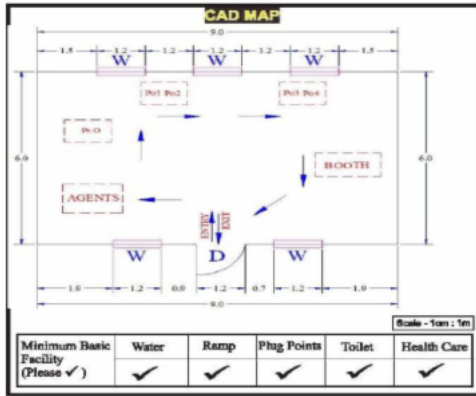 CAD MAP
9.0
1.5 1.2 1.2 1.2 1.2 1.2 1.5
W W W
Po1 Po2 Po3 Po4
Pr.O
6.0 6.0
BOOTH
AGENTS
ENTRY EXIT
W D W
1.9 1.2 0.9 1.2 0.7 1.2 1.9
9.0
Scale - 1cm : 1m
Minimum Basic Facility (Please ✓) Water Ramp Plug Points Toilet Health Care
✓ ✓ ✓ ✓ ✓